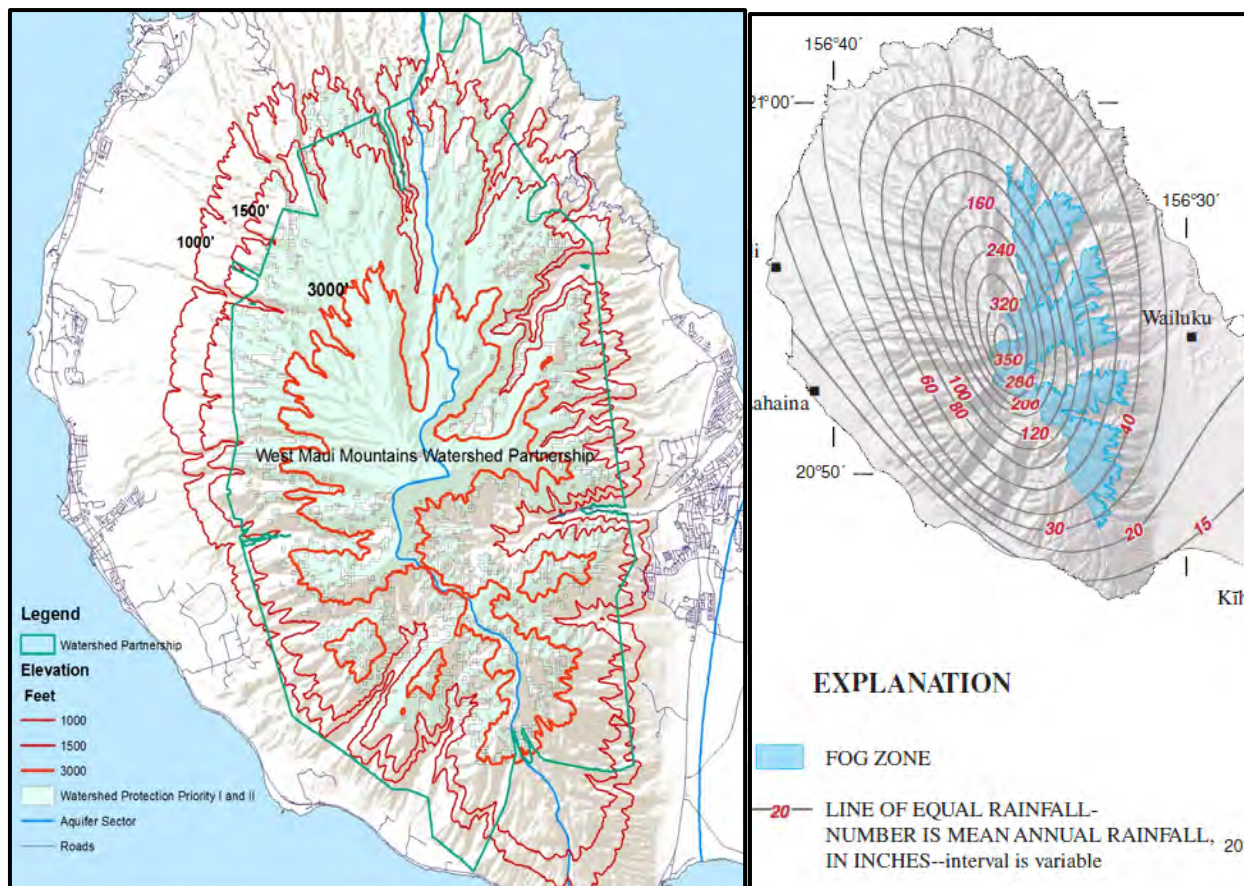 1500'
1000'
3000'
West Maui Mountains Watershed Partnership
Legend
Watershed Partnership
Elevation
Feet
1000
1500
3000
Watershed Protection Priority I and II
Aquifer Sector
Roads
156°40´
21°00´
160
156°30´
240
i
320
Wailuku
350
280
60
100
80
200
ahaina
120
40
20°50´
30
20
15
Kīh
EXPLANATION
FOG ZONE
20
LINE OF EQUAL RAINFALL-
NUMBER IS MEAN ANNUAL RAINFALL,
IN INCHES--interval is variable
20